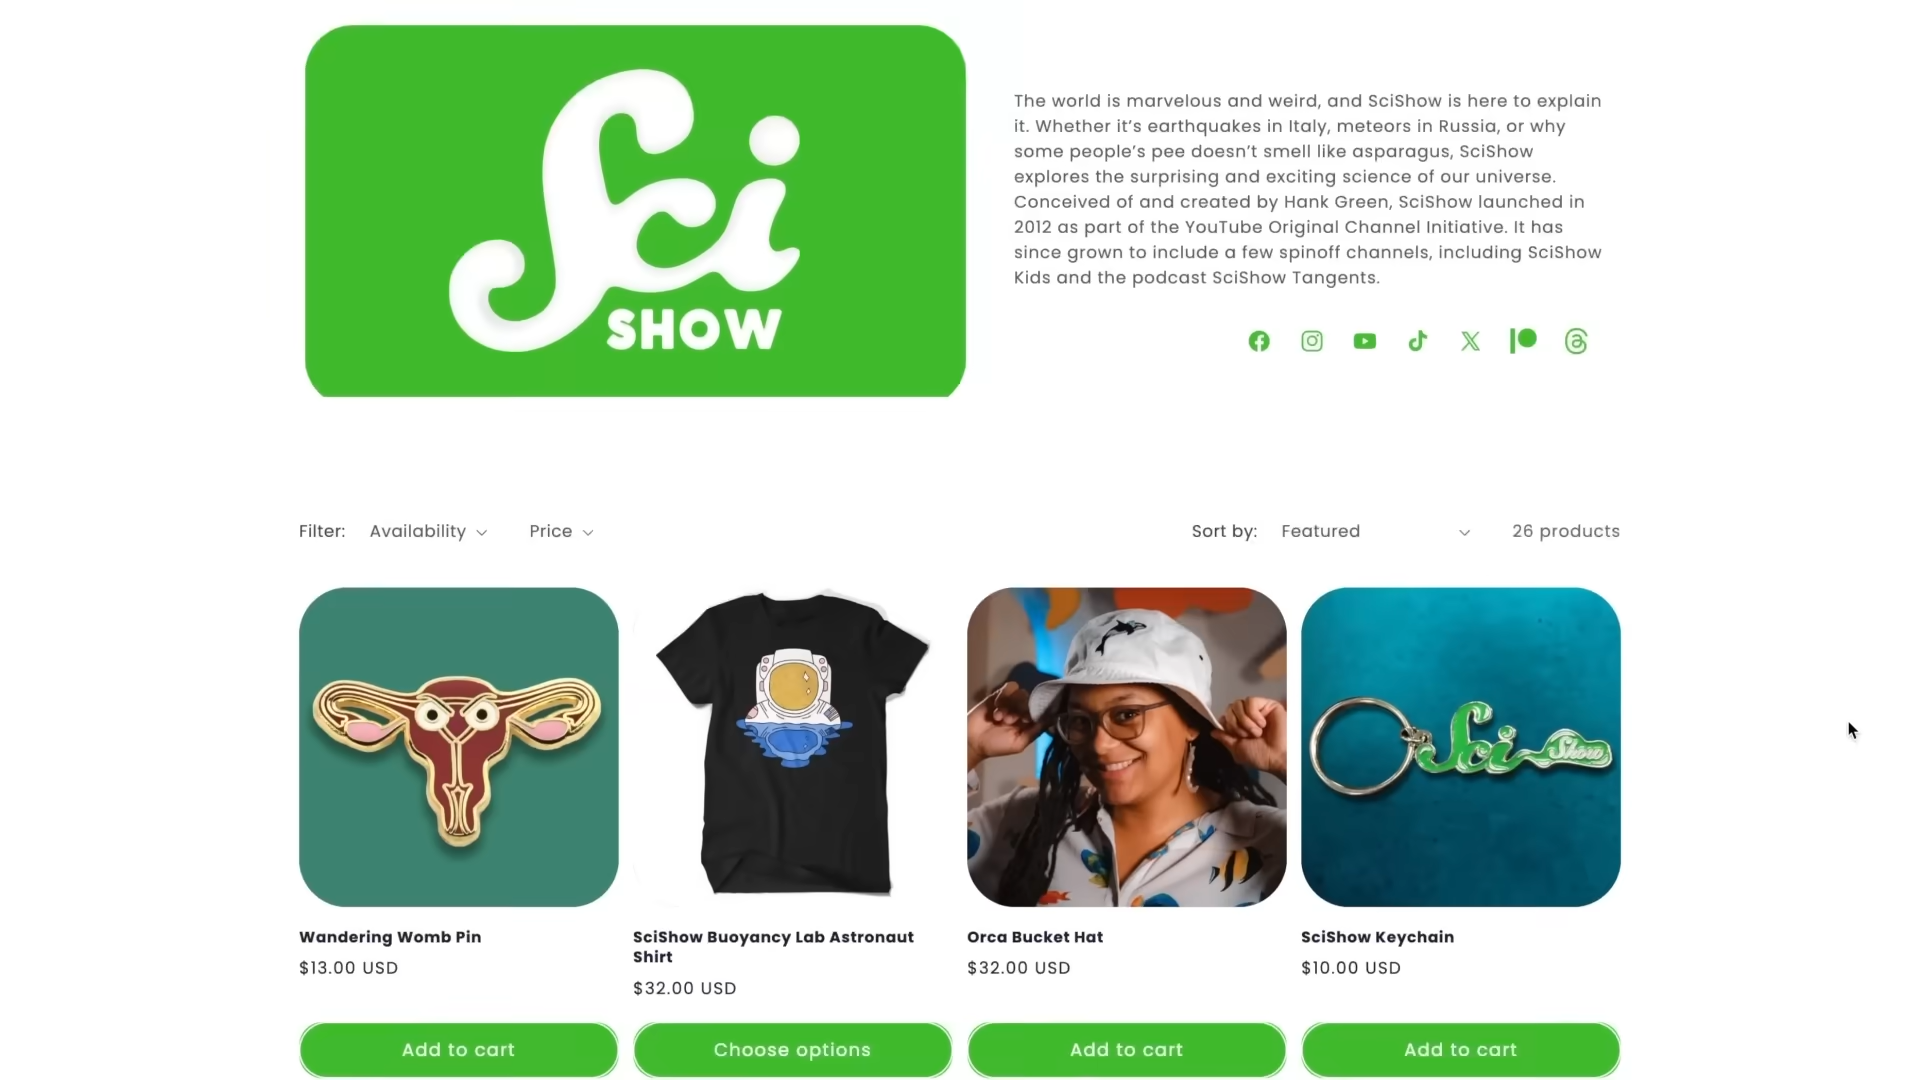 Sci
SHOW
The world is marvelous and weird, and SciShow is here to explain
it. Whether it’s earthquakes in Italy, meteors in Russia, or why
some people’s pee doesn’t smell like asparagus, SciShow
explores the surprising and exciting science of our universe.
Conceived of and created by Hank Green, SciShow launched in
2012 as part of the YouTube Original Channel Initiative. It has
since grown to include a few spinoff channels, including SciShow
Kids and the podcast SciShow Tangents.
Filter: Availability Price Sort by: Featured 26 products
Sci Show
Wandering Womb Pin
$13.00 USD
Add to cart
SciShow Buoyancy Lab Astronaut
Shirt
$32.00 USD
Choose options
Orca Bucket Hat
$32.00 USD
Add to cart
SciShow Keychain
$10.00 USD
Add to cart